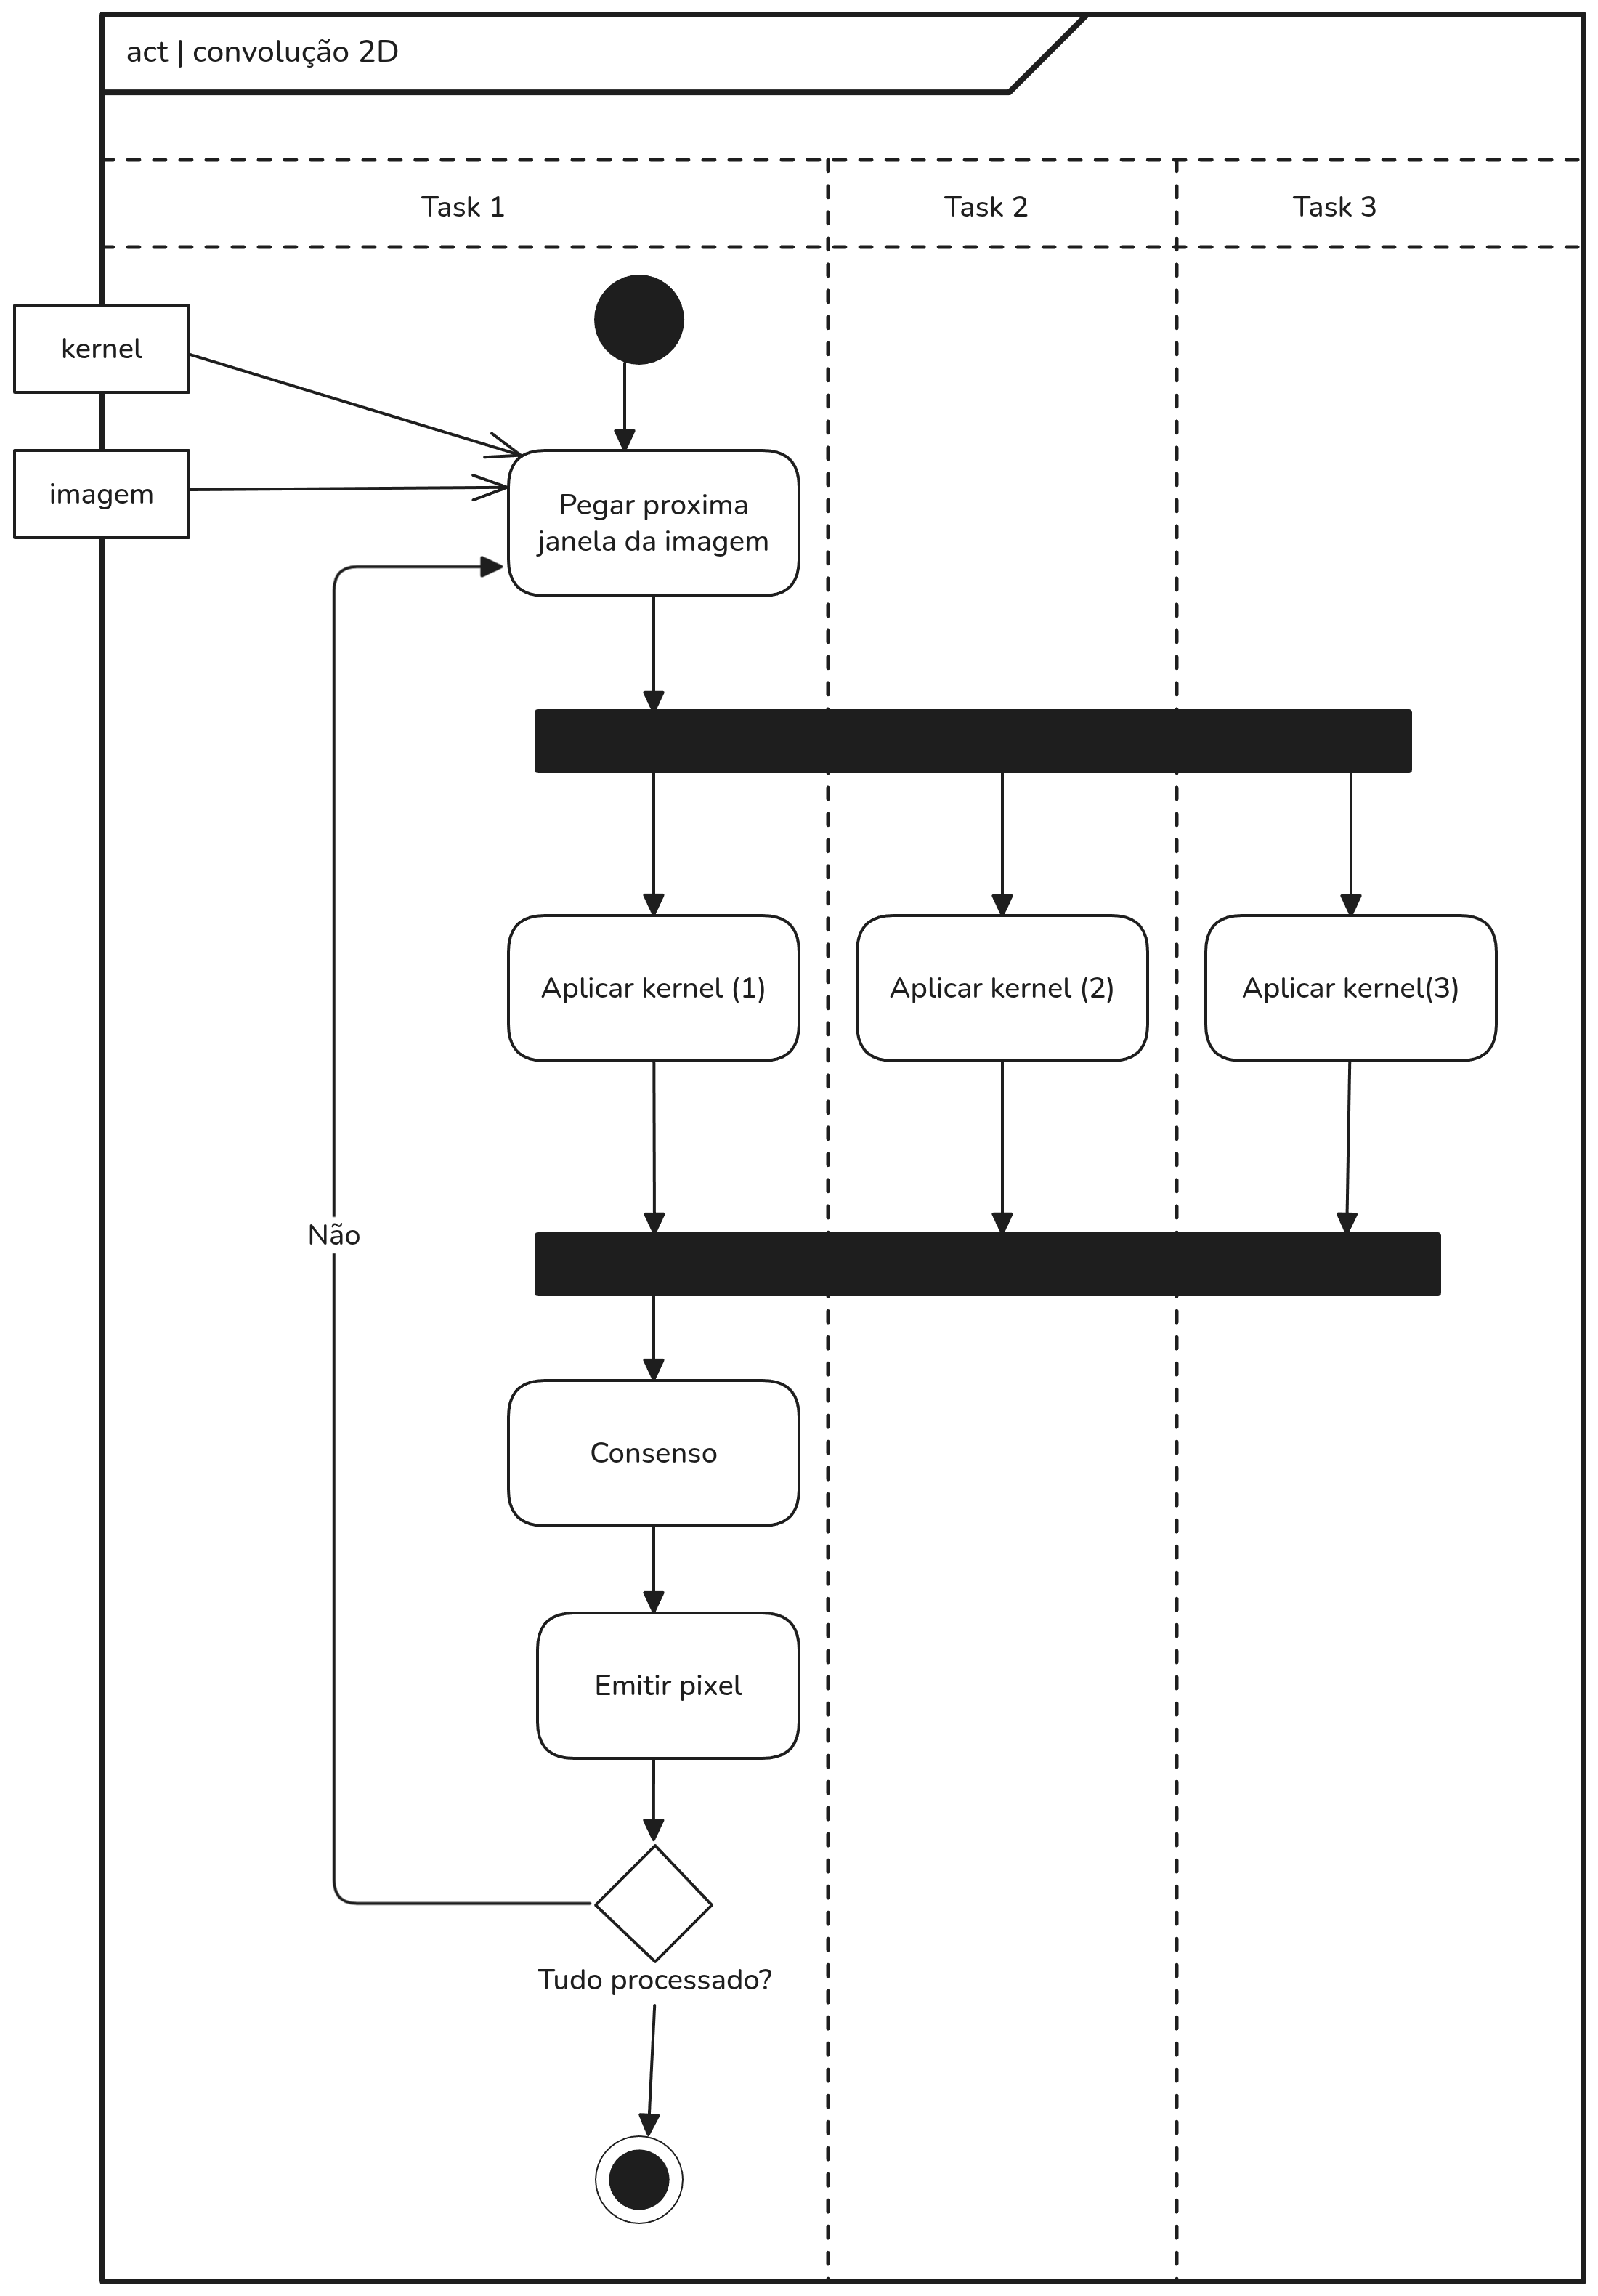 act | convolução 2D
Task 1
Task 2
Task 3
kernel
imagem
Pegar proxima
janela da imagem
Aplicar kernel (1)
Aplicar kernel (2)
Aplicar kernel(3)
Não
Consenso
Emitir pixel
Tudo processado?